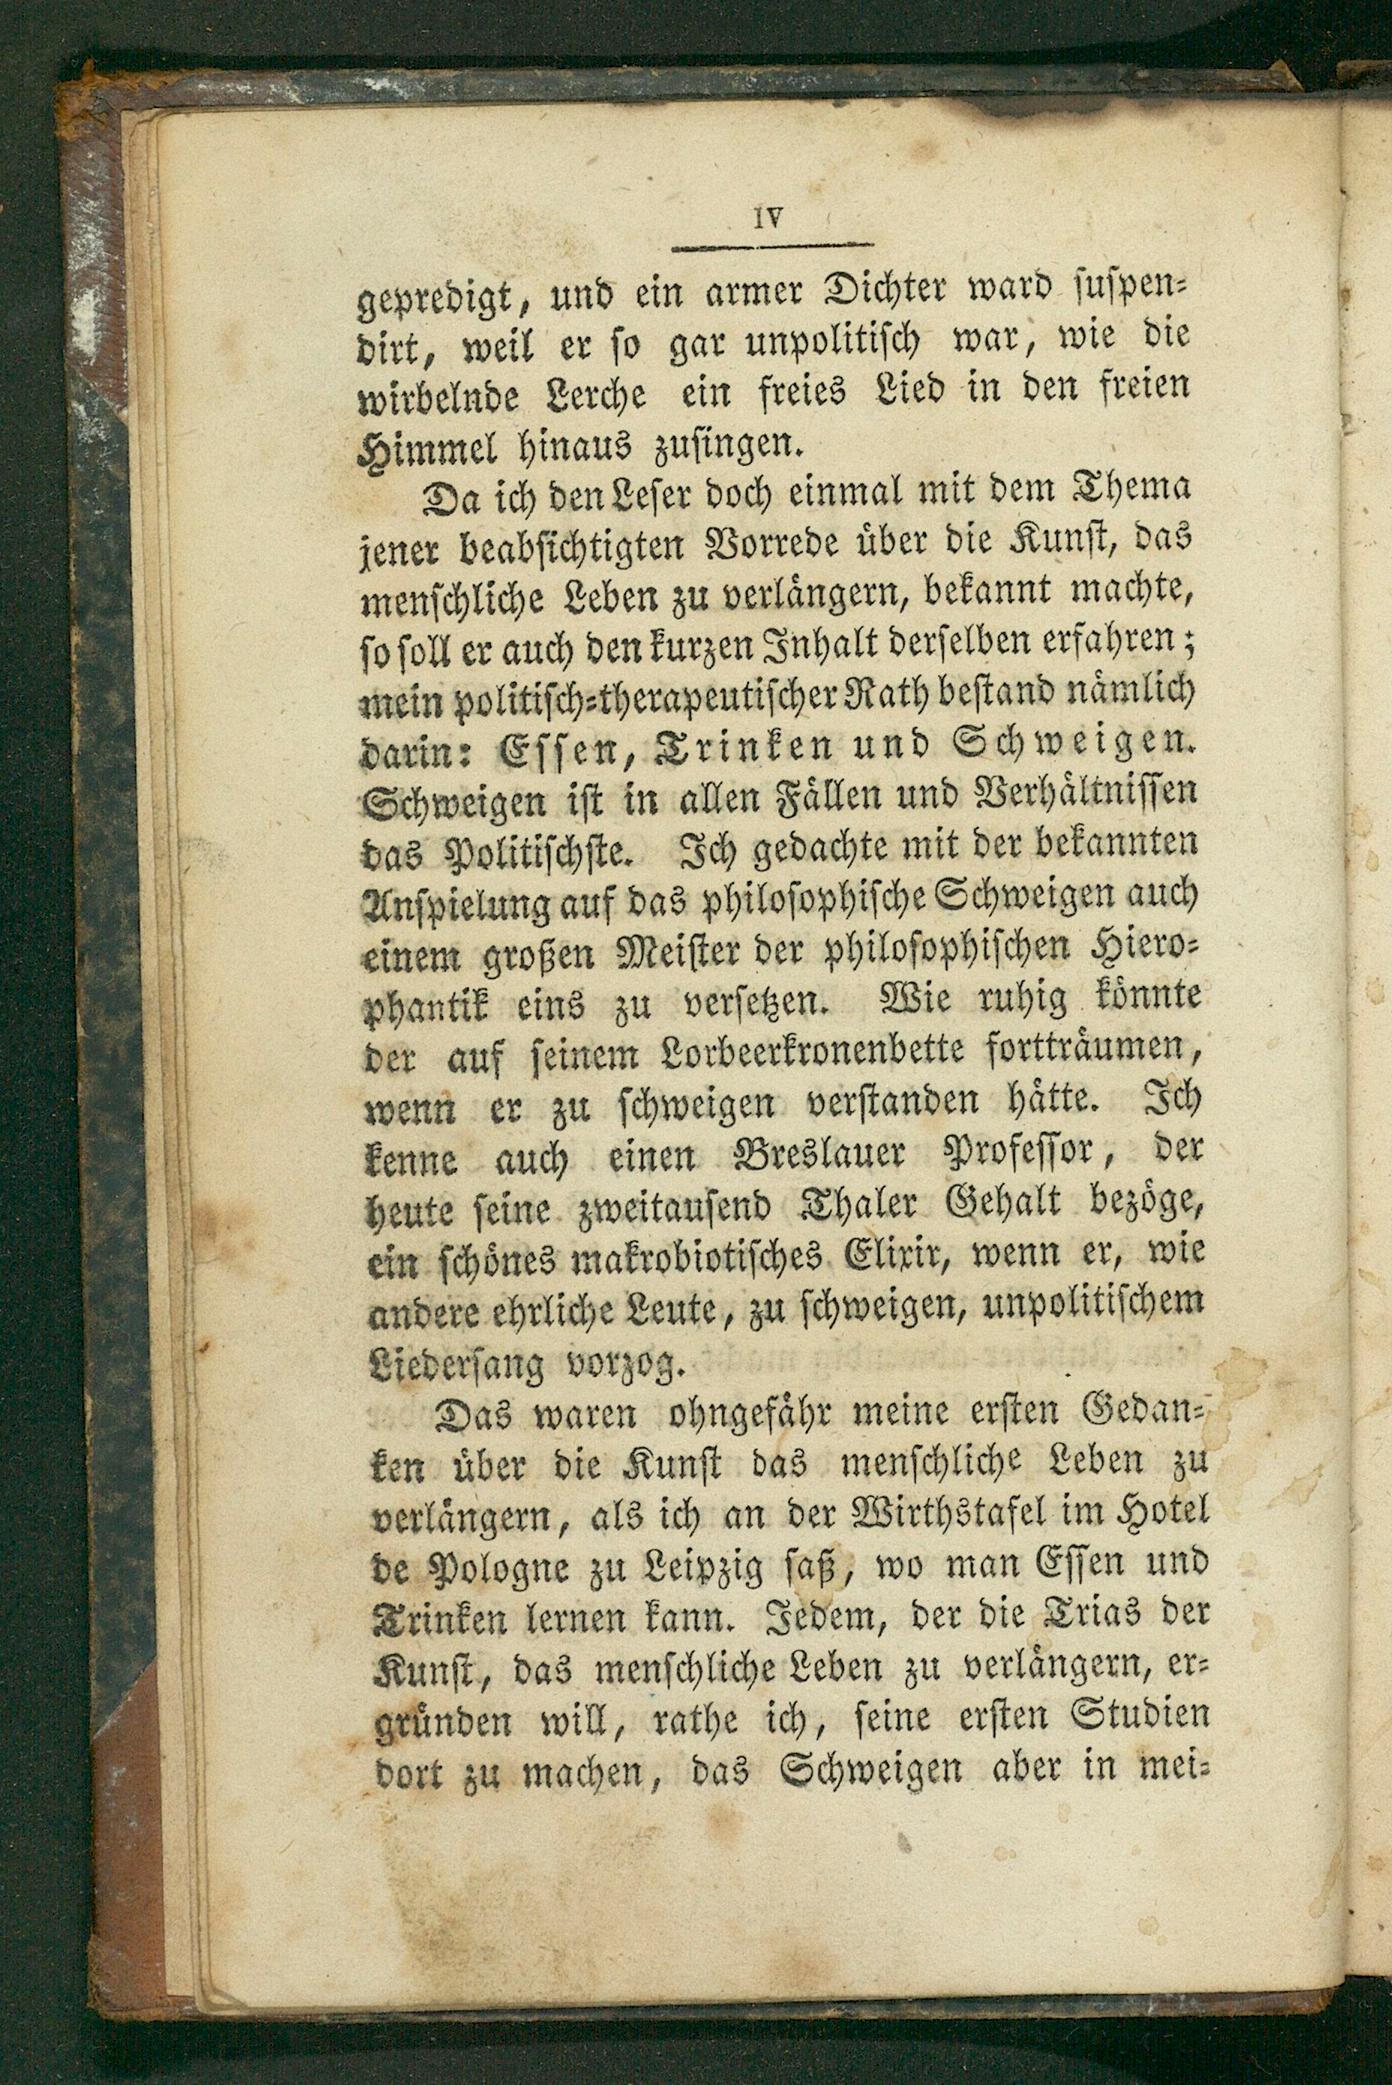 IV
gepredigt, und ein armer Dichter ward suspen-
dirt, weil er so gar unpolitisch war, wie die
wirbelnde Lerche ein freies Lied in den freien
Himmel hinaus zusingen.
Da ich den Leser doch einmal mit dem Thema
jener beabsichtigten Vorrede über die Kunst, das
menschliche Leben zu verlängern, bekannt machte,
so soll er auch den kurzen Inhalt derselben erfahren;
mein politisch-therapeutischer Rath bestand nämlich
darin: Essen, Trinken und Schweigen.
Schweigen ist in allen Fällen und Verhältnissen
das Politischste. Ich gedachte mit der bekannten
Anspielung auf das philosophische Schweigen auch
einem großen Meister der philosophischen Hiero-
phantik eins zu versetzen. Wie ruhig könnte
der auf seinem Lorbeerkronenbette fortträumen,
wenn er zu schweigen verstanden hätte. Ich
kenne auch einen Breslauer Professor, der
heute seine zweitausend Thaler Gehalt bezöge,
ein schönes makrobiotisches Elixir, wenn er, wie
andere ehrliche Leute, zu schweigen, unpolitischem
Liedersang vorzog.
Das waren ohngefähr meine ersten Gedan-
ken über die Kunst das menschliche Leben zu
verlängern, als ich an der Wirthstafel im Hotel
de Pologne zu Leipzig saß, wo man Essen und
Trinken lernen kann. Jedem, der die Trias der
Kunst, das menschliche Leben zu verlängern, er-
gründen will, rathe ich, seine ersten Studien
dort zu machen, das Schweigen aber in mei-